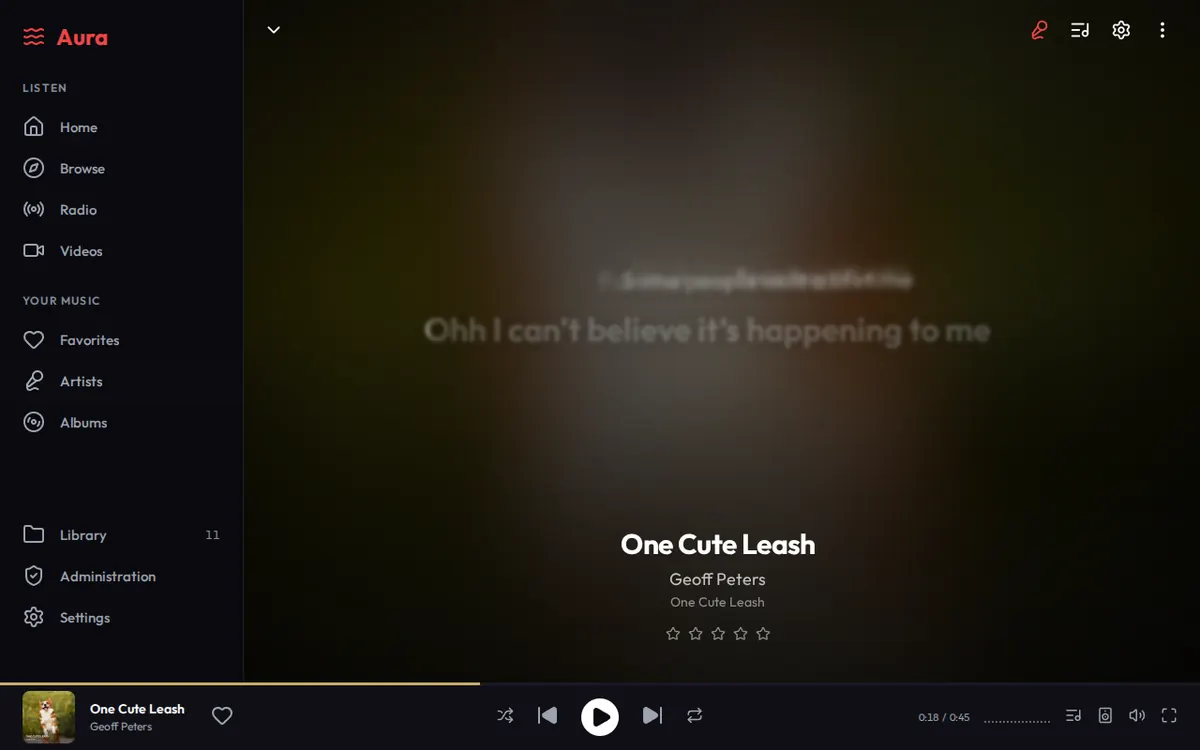 Aura
LISTEN
Home
Browse
Radio
Videos
YOUR MUSIC
Favorites
Artists
Albums
Library 11
Administration
Settings
Ohh I can't believe it's happening to me
One Cute Leash
Geoff Peters
One Cute Leash
One Cute Leash
Geoff Peters
0:18 / 0:45